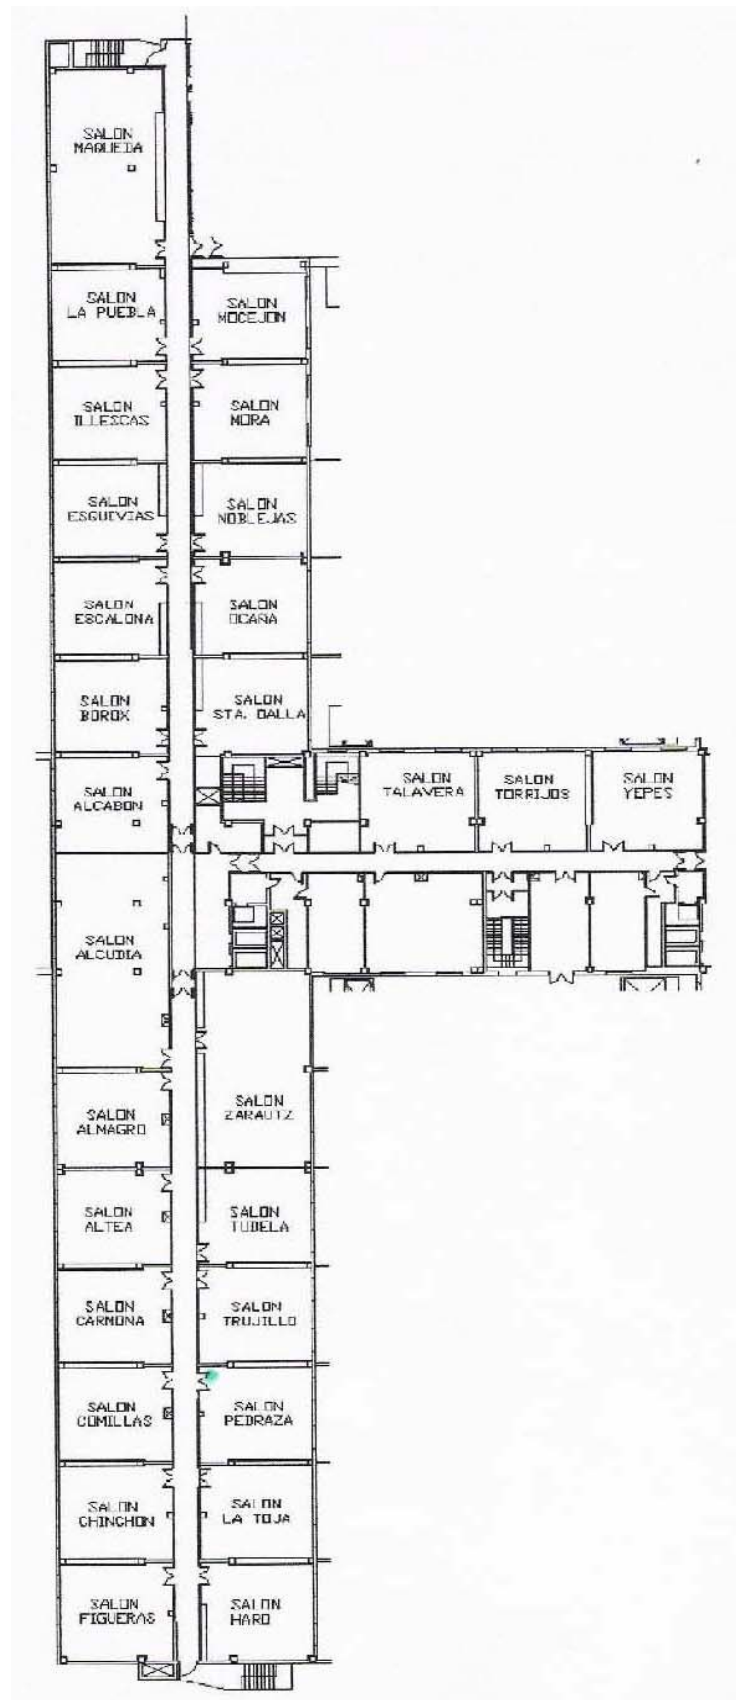 SALON
MAQUEDA
SALON
LA PUEBLA
SALON
MOCEJON
SALON
ILLESCAS
SALON
MORA
SALON
ESQUEVIAS
SALON
NOBLEJAS
SALON
ESCALONA
SALON
OCAÑA
SALON
BOROX
SALON
STA. OALLA
SALON
ALCABON
SALON
TALAVERA
SALON
TORRIJOS
SALON
YEPES
SALON
ALCUDIA
SALON
ALMAGRO
SALON
ZARAUTZ
SALON
ALTEA
SALON
TUDELA
SALON
CARMONA
SALON
TRUJILLO
SALON
COMILLAS
SALON
PEDRAZA
SALON
CHINCHON
SALON
LA TOJA
SALON
FIGUERAS
SALON
HARO